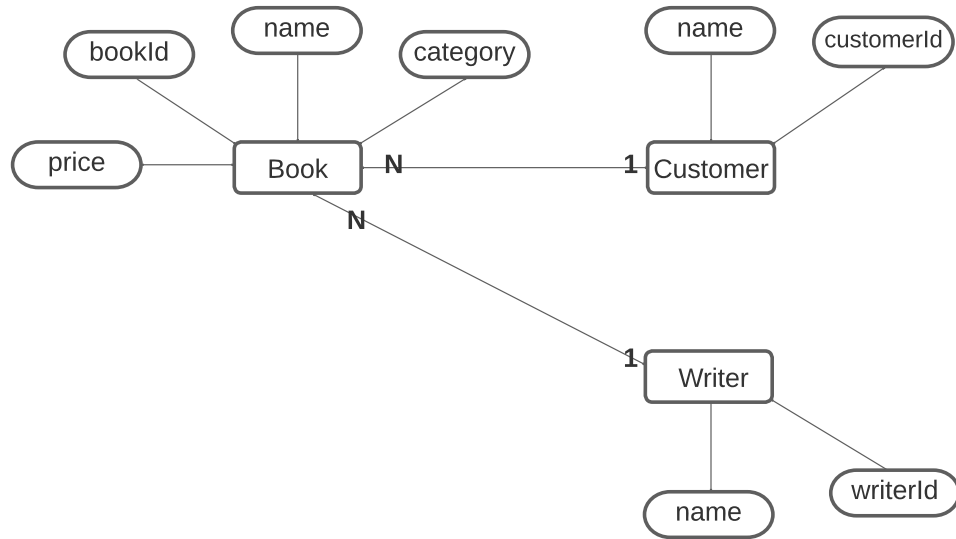 name
name
customerId
bookId
category
price
Book
N
1
Customer
N
1
Writer
writerId
name